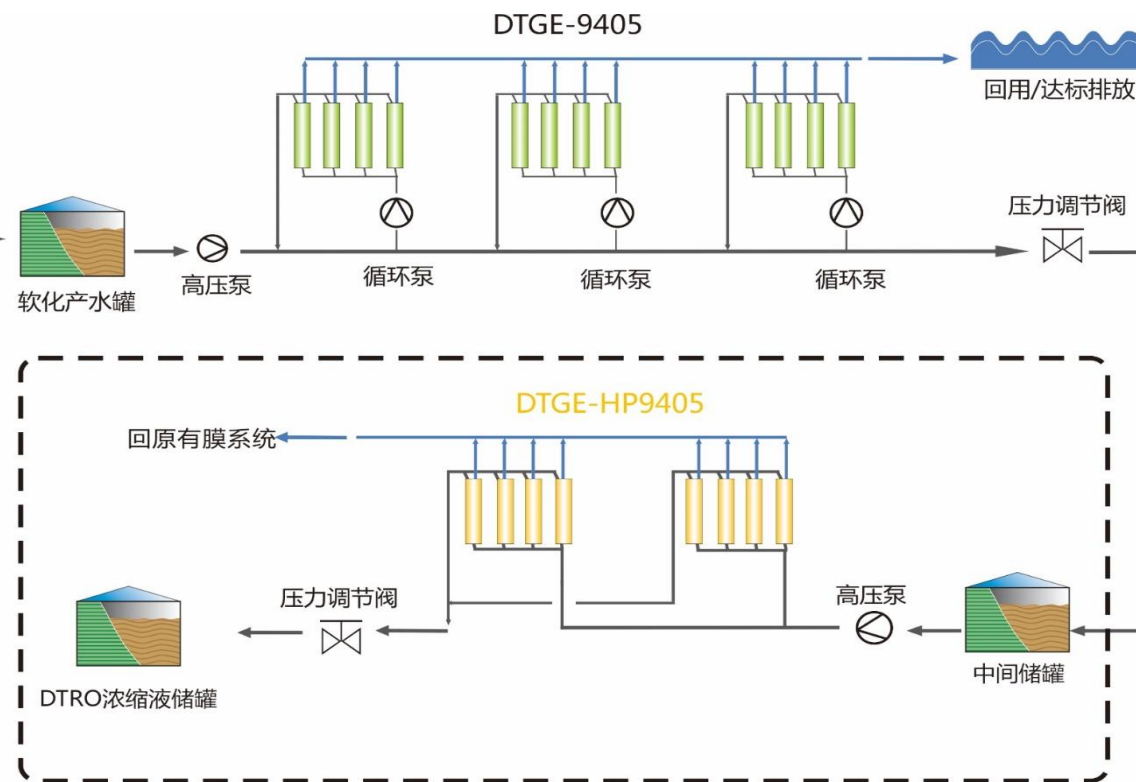 DTGE-9405
回用/达标排放
压力调节阀
软化产水罐
高压泵
循环泵
循环泵
循环泵
DTGE-HP9405
回原有膜系统
压力调节阀
高压泵
DTRO浓缩液储罐
中间储罐